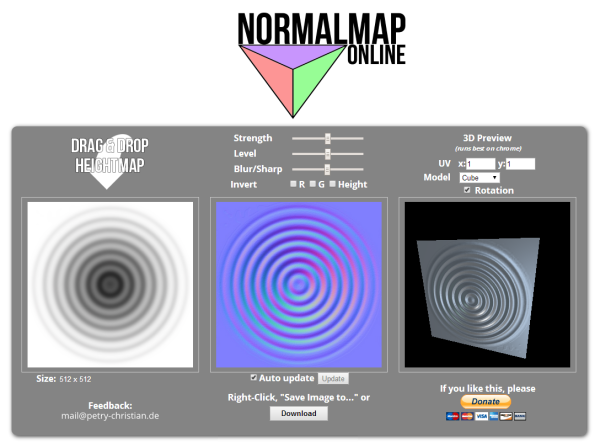 NORMALMAP
ONLINE
DRAG & DROP
HEIGHTMAP
Strength
Level
Blur/Sharp
Invert R G Height
3D Preview
(runs best on chrome)
UV x: 1 y: 1
Model Cube
Rotation
Size: 512 x 512
Auto update Update
Right-Click, "Save Image to..." or
Download
Feedback:
mail@petry-christian.de
If you like this, please
Donate
VISA